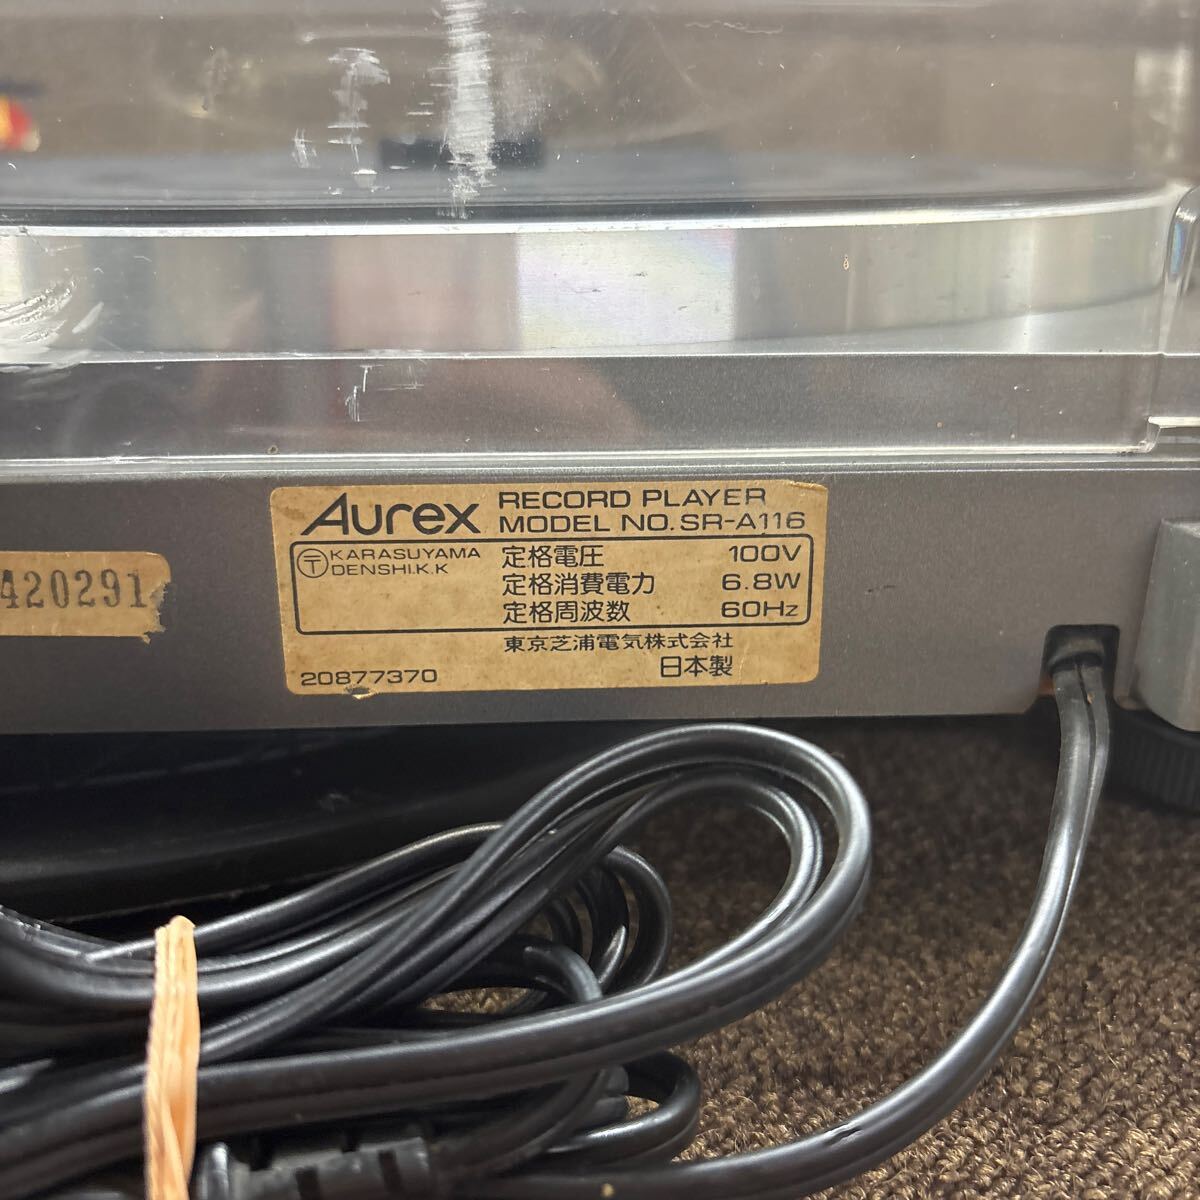 Aurex RECORD PLAYER
MODEL NO. SR-A116
Ⓣ KARASUYAMA
DENSHI.K.K
定格電圧 100V
定格消費電力 6.8W
定格周波数 60Hz
東京芝浦電気株式会社
20877370 日本製
420291